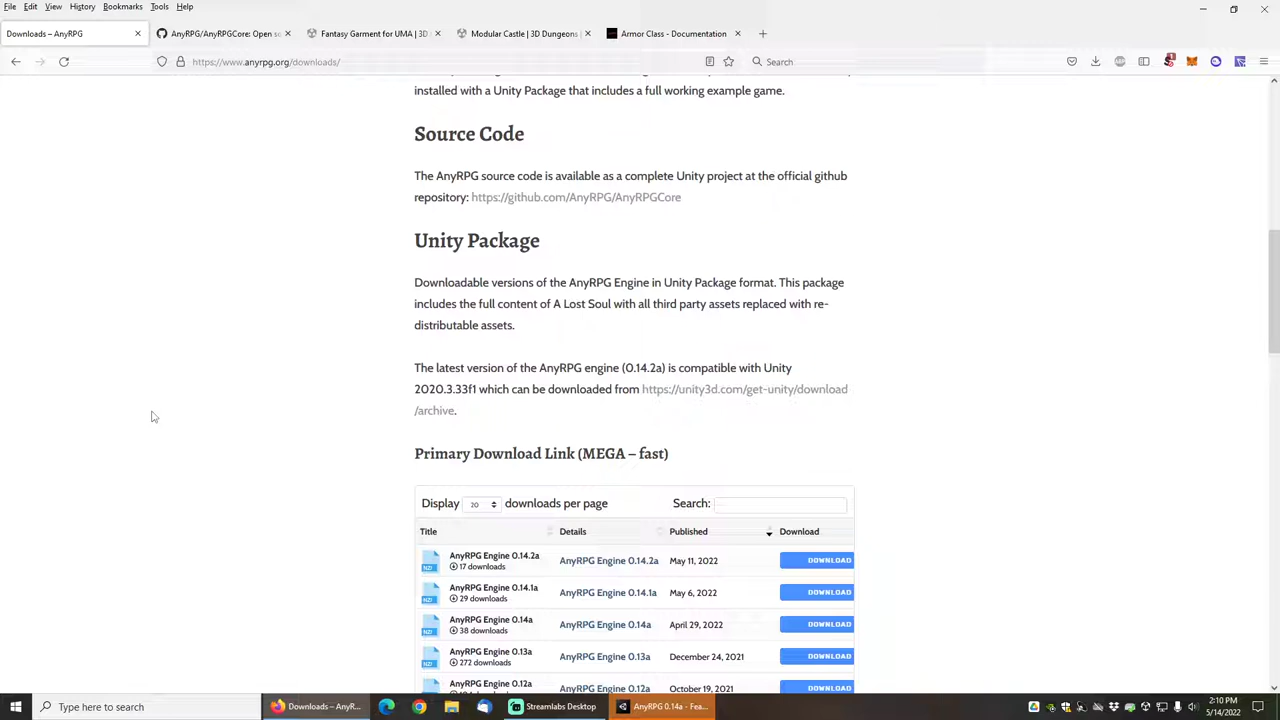 File Edit View History Bookmarks Tools Help
Downloads – AnyRPG
AnyRPG/AnyRPGCore: Open so
Fantasy Garment for UMA | 3D
Modular Castle | 3D Dungeons |
Armor Class - Documentation
https://www.anyrpg.org/downloads/
Search
installed with a Unity Package that includes a full working example game.
Source Code
The AnyRPG source code is available as a complete Unity project at the official github
repository: https://github.com/AnyRPG/AnyRPGCore
Unity Package
Downloadable versions of the AnyRPG Engine in Unity Package format. This package
includes the full content of A Lost Soul with all third party assets replaced with re-
distributable assets.
The latest version of the AnyRPG engine (0.14.2a) is compatible with Unity
2020.3.33f1 which can be downloaded from https://unity3d.com/get-unity/download
/archive.
Primary Download Link (MEGA – fast)
Display 20 downloads per page Search:
Title Details Published Download
AnyRPG Engine 0.14.2a
17 downloads
AnyRPG Engine 0.14.2a May 11, 2022 DOWNLOAD
AnyRPG Engine 0.14.1a
29 downloads
AnyRPG Engine 0.14.1a May 6, 2022 DOWNLOAD
AnyRPG Engine 0.14a
38 downloads
AnyRPG Engine 0.14a April 29, 2022 DOWNLOAD
AnyRPG Engine 0.13a
272 downloads
AnyRPG Engine 0.13a December 24, 2021 DOWNLOAD
AnyRPG Engine 0.12a
AnyRPG Engine 0.12a October 19, 2021 DOWNLOAD
Type here to search
Downloads – AnyR...
Streamlabs Desktop
AnyRPG 0.14a - Fea...
2:10 PM
5/14/2022